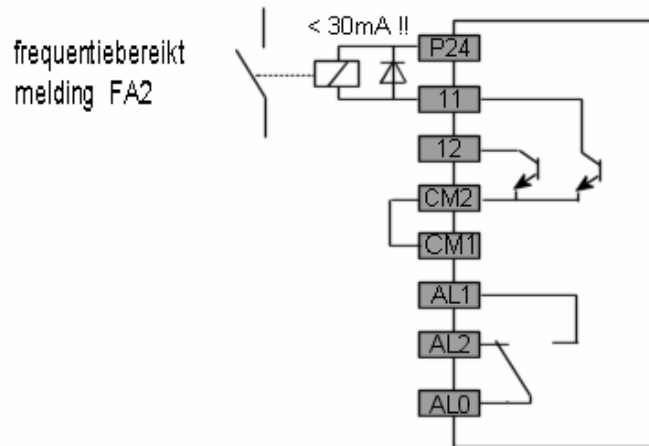 < 30mA !!
frequentiebereikt
melding FA2
P24
11
12
CM2
CM1
AL1
AL2
AL0